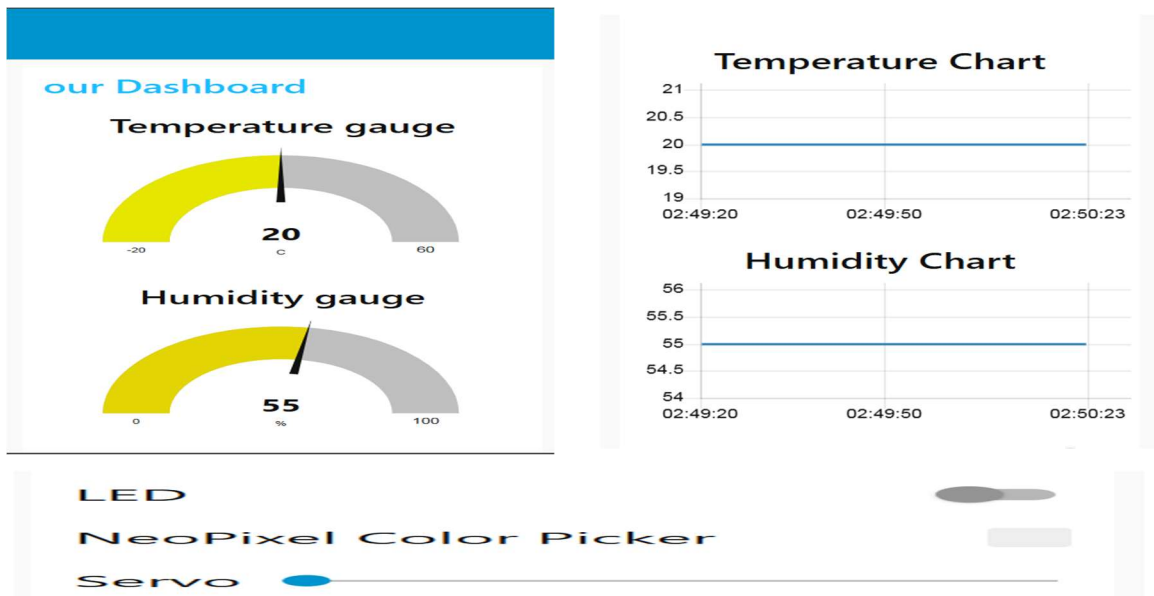 our Dashboard
Temperature gauge
20
-20 C 60
Humidity gauge
55
0 % 100
Temperature Chart
21
20.5
20
19.5
19
02:49:20 02:49:50 02:50:23
Humidity Chart
56
55.5
55
54.5
54
02:49:20 02:49:50 02:50:23
LED
NeoPixel Color Picker
Servo